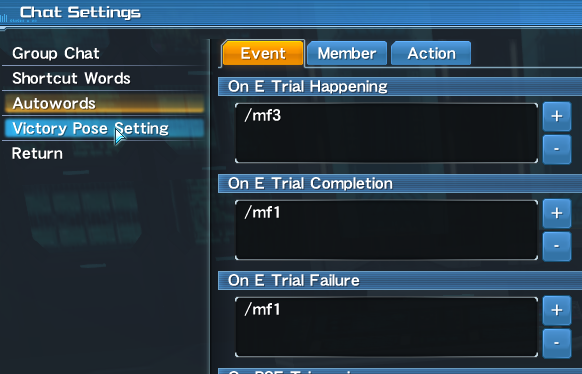 Chat Settings
Group Chat
Shortcut Words
Autowords
Victory Pose Setting
Return
Event
Member
Action
On E Trial Happening
/mf3
+
-
On E Trial Completion
/mf1
+
-
On E Trial Failure
/mf1
+
-